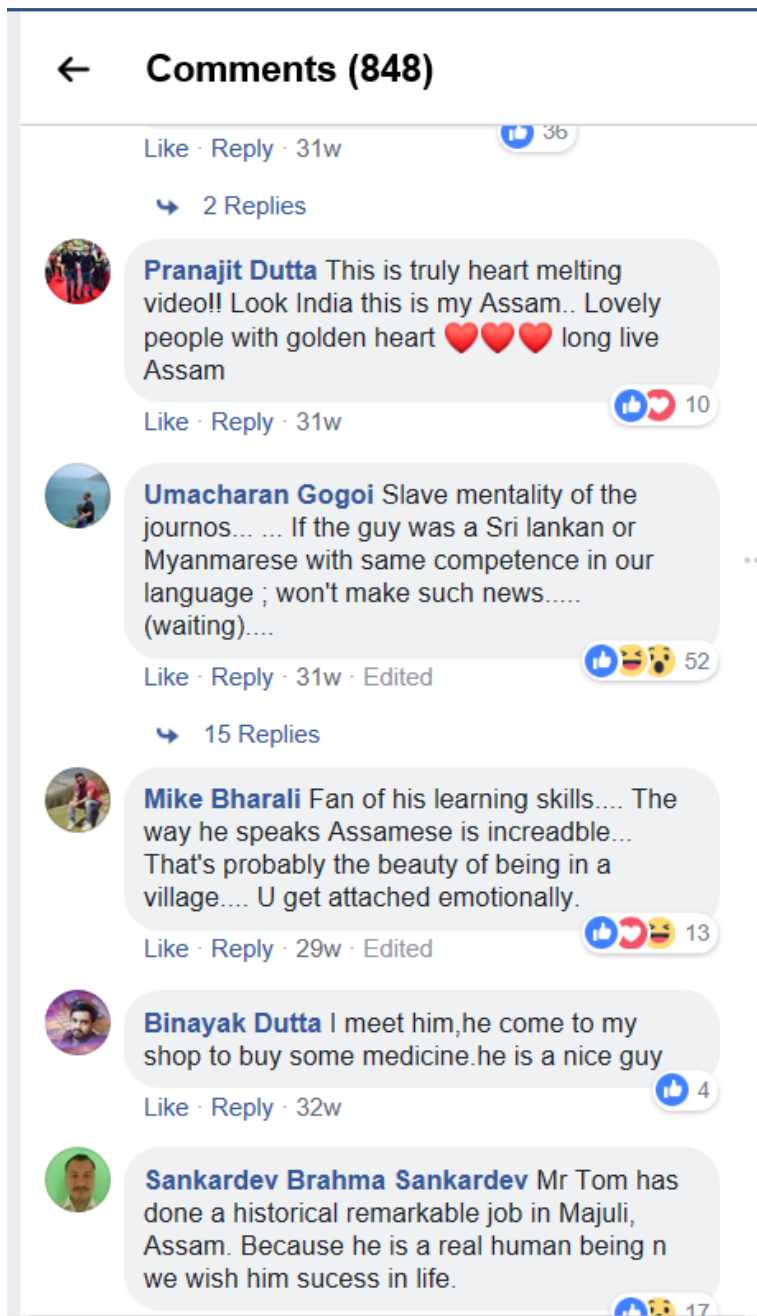 Comments (848)
36
Like · Reply · 31w
2 Replies
Pranajit Dutta This is truly heart melting
video!! Look India this is my Assam.. Lovely
people with golden heart ❤️❤️❤️ long live
Assam
10
Like · Reply · 31w
Umacharan Gogoi Slave mentality of the
journos... ... If the guy was a Sri lankan or
Myanmarese with same competence in our
language ; won't make such news.....
(waiting)....
52
Like · Reply · 31w · Edited
15 Replies
Mike Bharali Fan of his learning skills.... The
way he speaks Assamese is increadble...
That's probably the beauty of being in a
village.... U get attached emotionally.
13
Like · Reply · 29w · Edited
Binayak Dutta I meet him,he come to my
shop to buy some medicine.he is a nice guy
4
Like · Reply · 32w
Sankardev Brahma Sankardev Mr Tom has
done a historical remarkable job in Majuli,
Assam. Because he is a real human being n
we wish him sucess in life.
17